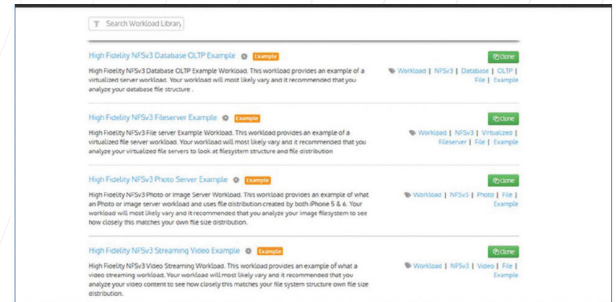 Search Workload Library
High Fidelity NFSv3 Database OLTP Example Example
Clone
High Fidelity NFSv3 Database OLTP Example Workload. This workload provides an example of a
virtualized server workload. Your workload will most likely vary and it recommended that you
analyze your database file structure .
Workload | NFSv3 | Database | OLTP |
File | Example
High Fidelity NFSv3 Fileserver Example Example
Clone
High Fidelity NFSv3 File server Example Workload. This workload provides an example of a
virtualized file server workload. Your workload will most likely vary and it recommended that you
analyze your virtualized file servers to look at filesystem structure and file distribution
Workload | NFSv3 | Virtualized |
Fileserver | File | Example
High Fidelity NFSv3 Photo Server Example Example
Clone
High Fidelity NFSv3 Photo or Image Server Workload. This workload provides an example of what
an Photo or image server workload and uses file distribution created by both iPhone 5 & 6. Your
workload will most likely vary and it recommended that you analyze your image filesystem to see
how closely this matches your own file size distribution.
Workload | NFSv3 | Photo | File |
Example
High Fidelity NFSv3 Streaming Video Example Example
Clone
High Fidelity NFSv3 Video Streaming Workload. This workload provides an example of what a
video streaming workload. Your workload will most likely vary and it recommended that you
analyze your video content to see how closely this matches your file system structure own file size
distribution.
Workload | NFSv3 | Video | File |
Example